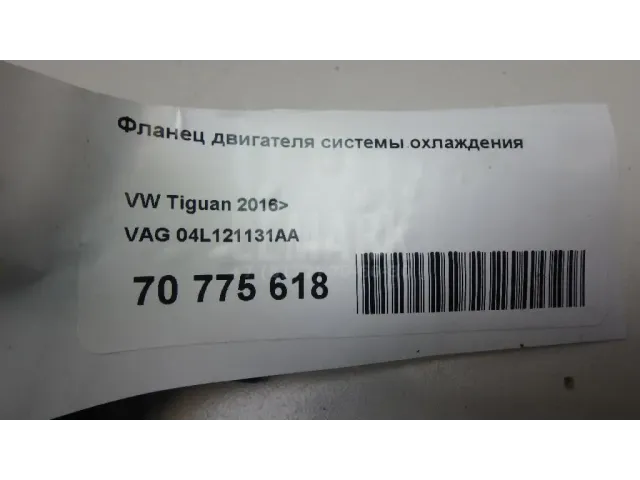 Фланец двигателя системы охлаждения
VW Tiguan 2016>
VAG 04L121131AA
70 775 618